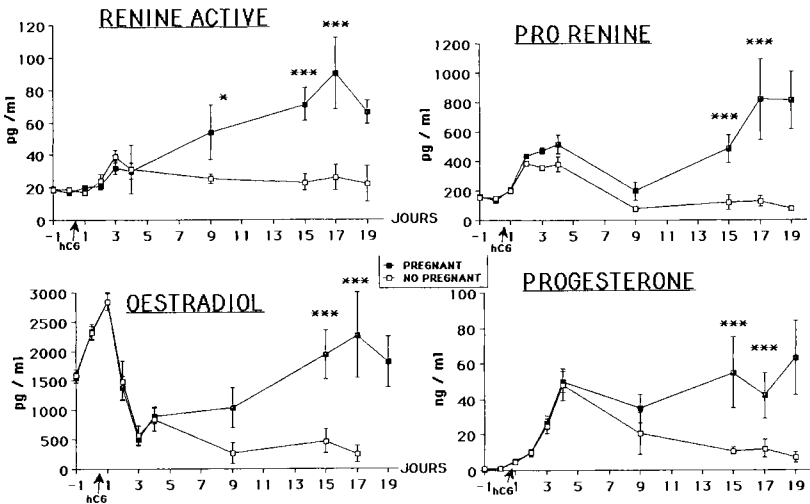 RENINE ACTIVE
120
100
80
60
40
20
0
pg / ml
*
***
***
-1 1 3 5 7 9 11 13 15 17 19
hCG
JOURS
PRO RENINE
1200
1000
800
600
400
200
0
pg / ml
***
***
-1 1 3 5 7 9 11 13 15 17 19
hCG
PREGNANT
NO PREGNANT
OESTRADIOL
3000
2500
2000
1500
1000
500
0
pg / ml
***
***
-1 1 3 5 7 9 11 13 15 17 19
hCG
JOURS
PROGESTERONE
100
80
60
40
20
0
ng / ml
***
***
-1 1 3 5 7 9 11 13 15 17 19
hCG